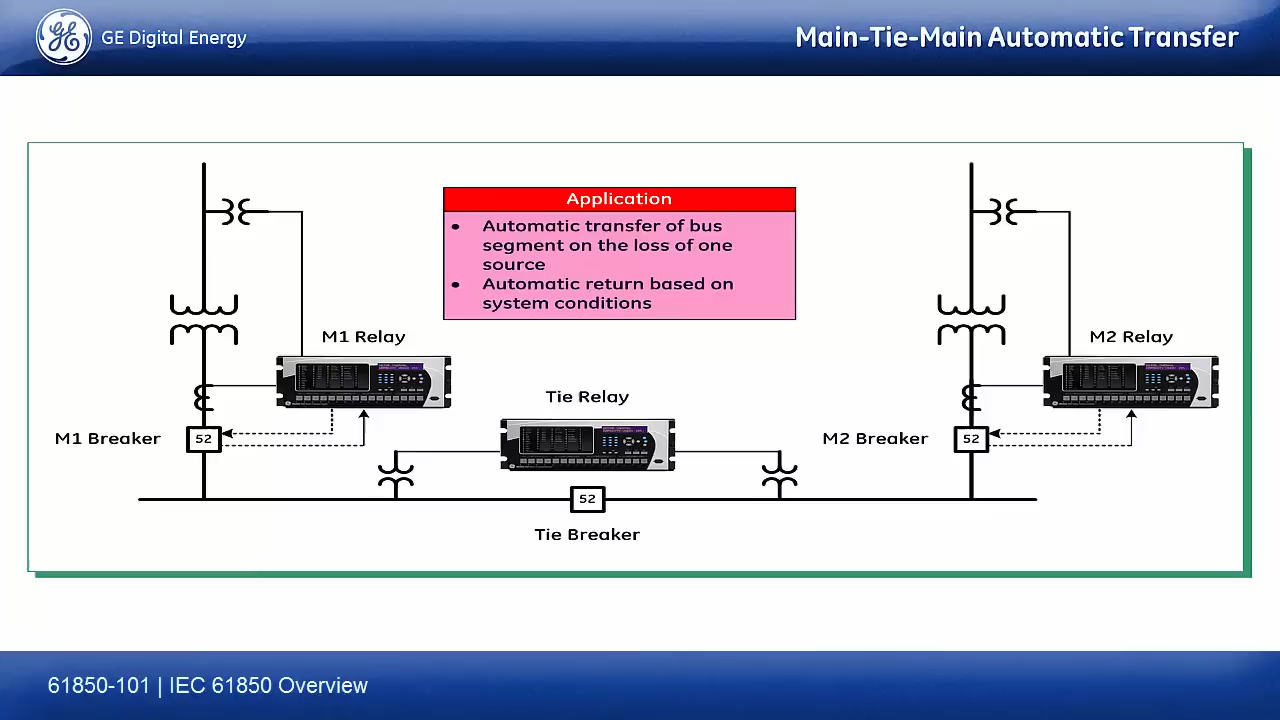 GE Digital Energy
Main-Tie-Main Automatic Transfer
Application
• Automatic transfer of bus
segment on the loss of one
source
• Automatic return based on
system conditions
M1 Relay
M2 Relay
Tie Relay
M1 Breaker
52
M2 Breaker
52
52
Tie Breaker
61850-101 | IEC 61850 Overview